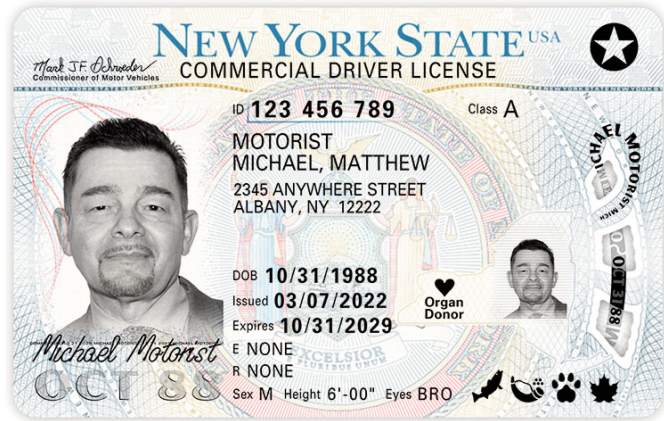 NEW YORK STATE USA
Mark J.F. Schroeder
Commissioner of Motor Vehicles
COMMERCIAL DRIVER LICENSE
ID 123 456 789
Class A
MOTORIST
MICHAEL, MATTHEW
2345 ANYWHERE STREET
ALBANY, NY 12222
MICHAEL MOTORIST
OCT 31/88
DOB 10/31/1988
Issued 03/07/2022
Organ
Donor
Expires 10/31/2029
Michael Motorist
E NONE
EXCELSIOR
E PLURIBUS UNUM
R NONE
OCT 88
Sex M Height 6'-00" Eyes BRO